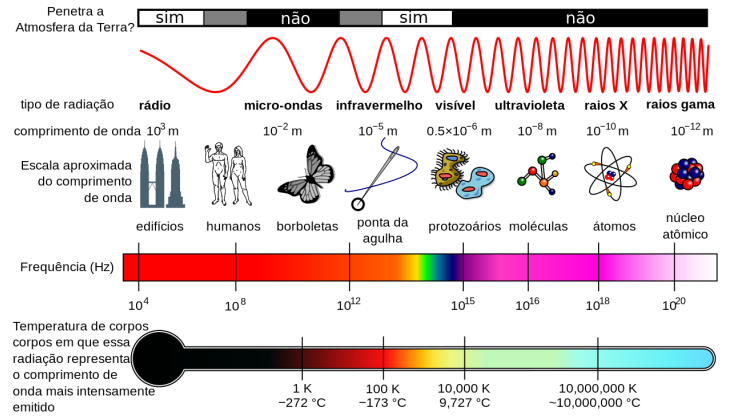 Penetra a
Atmosfera da Terra?
sim
não
sim
não
tipo de radiação
rádio
micro-ondas
infravermelho
visível
ultravioleta
raios X
raios gama
comprimento de onda
10³ m
10⁻² m
10⁻⁵ m
0.5×10⁻⁶ m
10⁻⁸ m
10⁻¹⁰ m
10⁻¹² m
Escala aproximada
do comprimento
de onda
edifícios
humanos
borboletas
ponta da
agulha
protozoários
moléculas
átomos
núcleo
atômico
Frequência (Hz)
10⁴
10⁸
10¹²
10¹⁵
10¹⁶
10¹⁸
10²⁰
Temperatura de corpos
corpos em que essa
radiação representa
o comprimento de
onda mais intensamente
emitido
1 K
−272 °C
100 K
−173 °C
10,000 K
9,727 °C
10,000,000 K
~10,000,000 °C